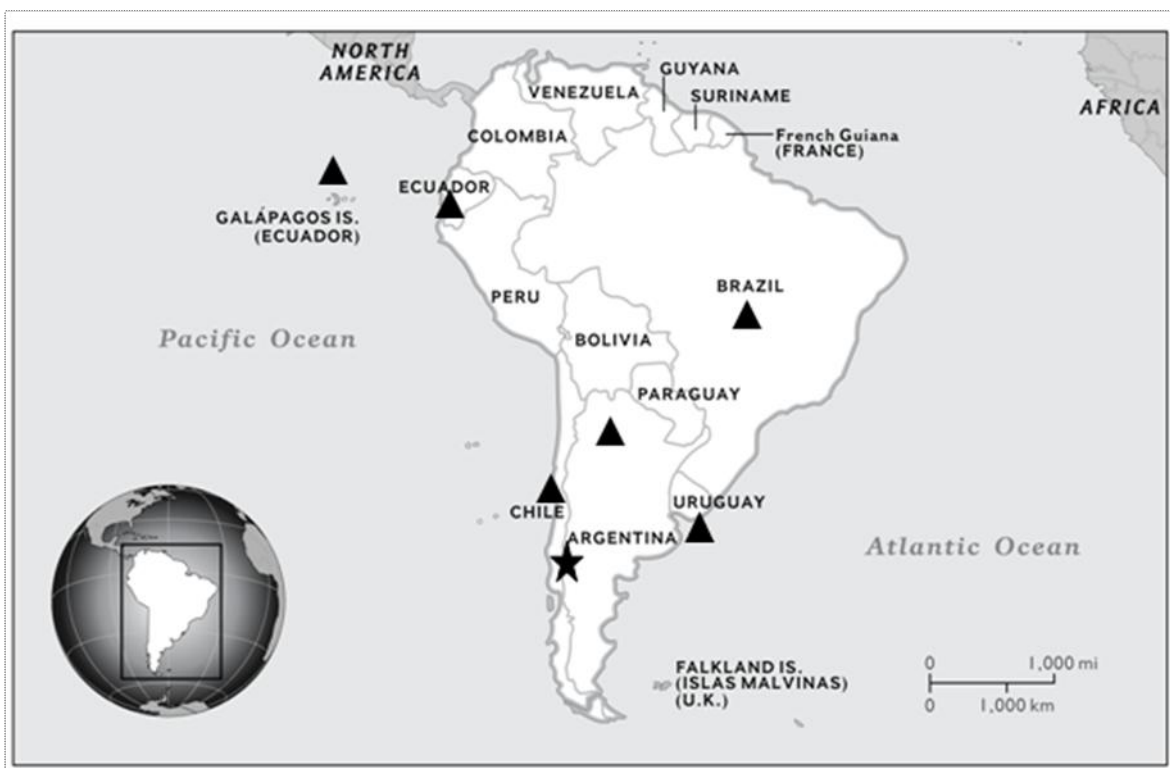 NORTH
AMERICA
GUYANA
VENEZUELA
SURINAME
AFRICA
COLOMBIA
French Guiana
(FRANCE)
ECUADOR
GALÁPAGOS IS.
(ECUADOR)
BRAZIL
PERU
Pacific Ocean
BOLIVIA
PARAGUAY
URUGUAY
CHILE
ARGENTINA
Atlantic Ocean
FALKLAND IS.
(ISLAS MALVINAS)
(U.K.)
0 1,000 mi
0 1,000 km